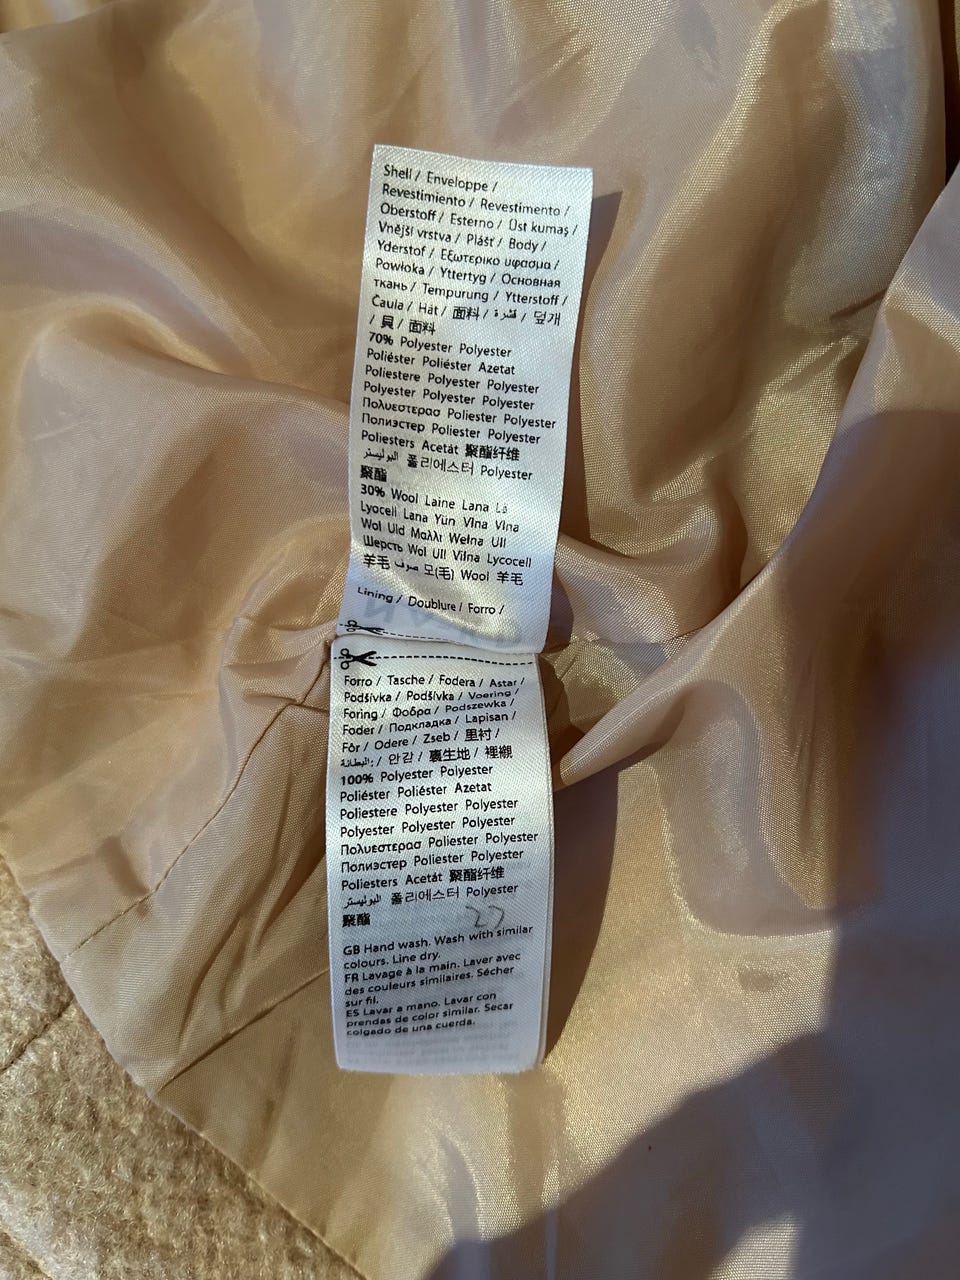 Shell / Enveloppe /
Revestimiento / Revestimento /
Oberstoff / Esterno / Üst kumaş /
Vnější vrstva / Plášť / Body /
Yderstof / Εξωτερικο υφασμα /
Powłoka / Yttertyg / Основная
ткань / Tempurung / Ytterstoff /
Čaula / Hát / 面料 / قشرة / 덮개
/ 貝 / 面料
70% Polyester Polyester
Poliéster Poliéster Azetat
Poliestere Polyester Polyester
Polyester Polyester Polyester
Πολυεστερασ Poliester Polyester
Полиэстер Poliester Polyester
Poliesters Acetát 聚酯纤维
البوليستر 폴리에스터 Polyester
聚酯
30% Wool Laine Lana Lã
Lyocell Lana Yün Vlna Vlna
Wol Uld Μαλλι Wełna Ull
Шерсть Wol Ull Vilna Lycocell
羊毛 صوف 모(毛) Wool 羊毛
Lining / Doublure / Forro /
Forro / Tasche / Fodera / Astar /
Podšívka / Podšívka / Voering /
Foring / Фобра / Podszewka /
Foder / Подкладка / Lapisan /
Fôr / Odere / Zseb / 里衬 /
البطانة: / 안감 / 裏生地 / 裡襯
100% Polyester Polyester
Poliéster Poliéster Azetat
Poliestere Polyester Polyester
Polyester Polyester Polyester
Πολυεστερασ Poliester Polyester
Полиэстер Poliester Polyester
Poliesters Acetát 聚酯纤维
البوليستر 폴리에스터 Polyester
聚酯
27
GB Hand wash. Wash with similar
colours. Line dry.
FR Lavage à la main. Laver avec
des couleurs similaires. Sécher
sur fil.
ES Lavar a mano. Lavar con
prendas de color similar. Secar
colgado de una cuerda.